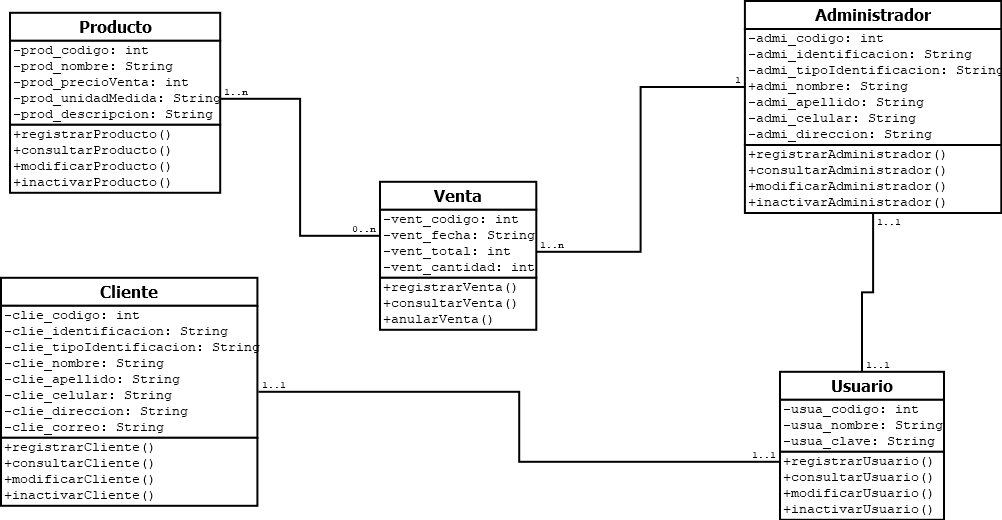 Producto
-prod_codigo: int
-prod_nombre: String
-prod_precioVenta: int
-prod_unidadMedida: String
-prod_descripcion: String
+registrarProducto()
+consultarProducto()
+modificarProducto()
+inactivarProducto()
1..n
0..n
Administrador
-admi_codigo: int
-admi_identificacion: String
-admi_tipoIdentificacion: String
+admi_nombre: String
-admi_apellido: String
-admi_celular: String
-admi_direccion: String
+registrarAdministrador()
+consultarAdministrador()
+modificarAdministrador()
+inactivarAdministrador()
1
1..n
1..1
Venta
-vent_codigo: int
-vent_fecha: String
-vent_total: int
-vent_cantidad: int
+registrarVenta()
+consultarVenta()
+anularVenta()
Cliente
-clie_codigo: int
-clie_identificacion: String
-clie_tipoIdentificacion: String
-clie_nombre: String
-clie_apellido: String
-clie_celular: String
-clie_direccion: String
-clie_correo: String
+registrarCliente()
+consultarCliente()
+modificarCliente()
+inactivarCliente()
1..1
1..1
1..1
Usuario
-usua_codigo: int
-usua_nombre: String
-usua_clave: String
+registrarUsuario()
+consultarUsuario()
+modificarUsuario()
+inactivarUsuario()